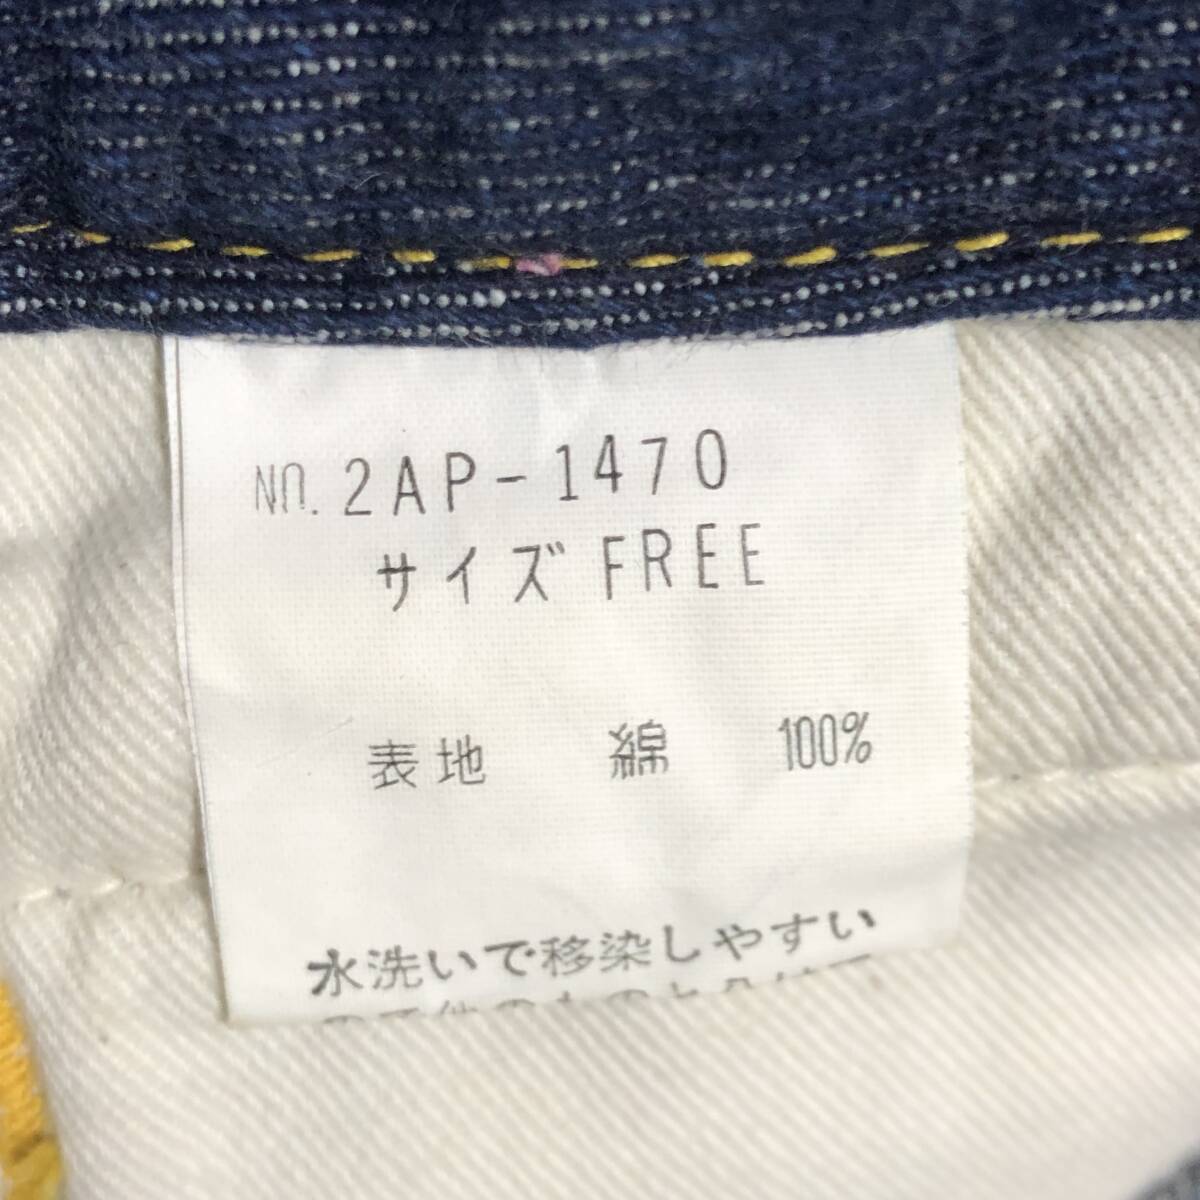 NO. 2AP-1470
サイズ FREE
表地 綿 100%
水洗いで移染しやすい